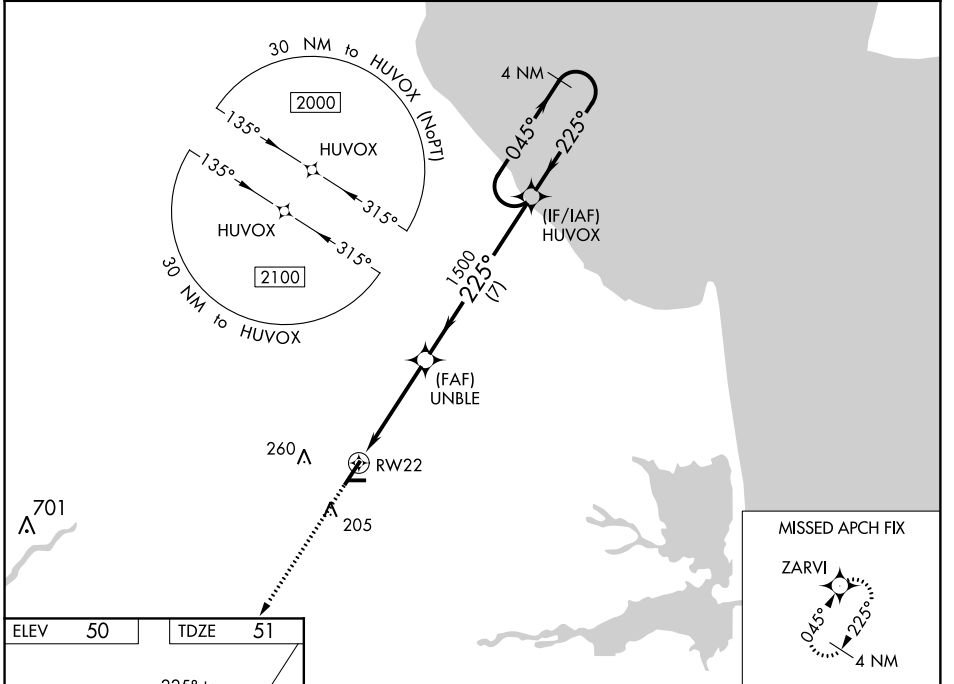 30 NM to HUVOX (NoPT)
2000
135°
HUVOX
315°
135°
HUVOX
315°
2100
30 NM to HUVOX
4 NM
045°
225°
(IF/IAF)
HUVOX
1500
225°
(7)
(FAF)
UNBLE
260
RW22
205
701
MISSED APCH FIX
ZARVI
045°
225°
4 NM
ELEV 50
TDZE 51